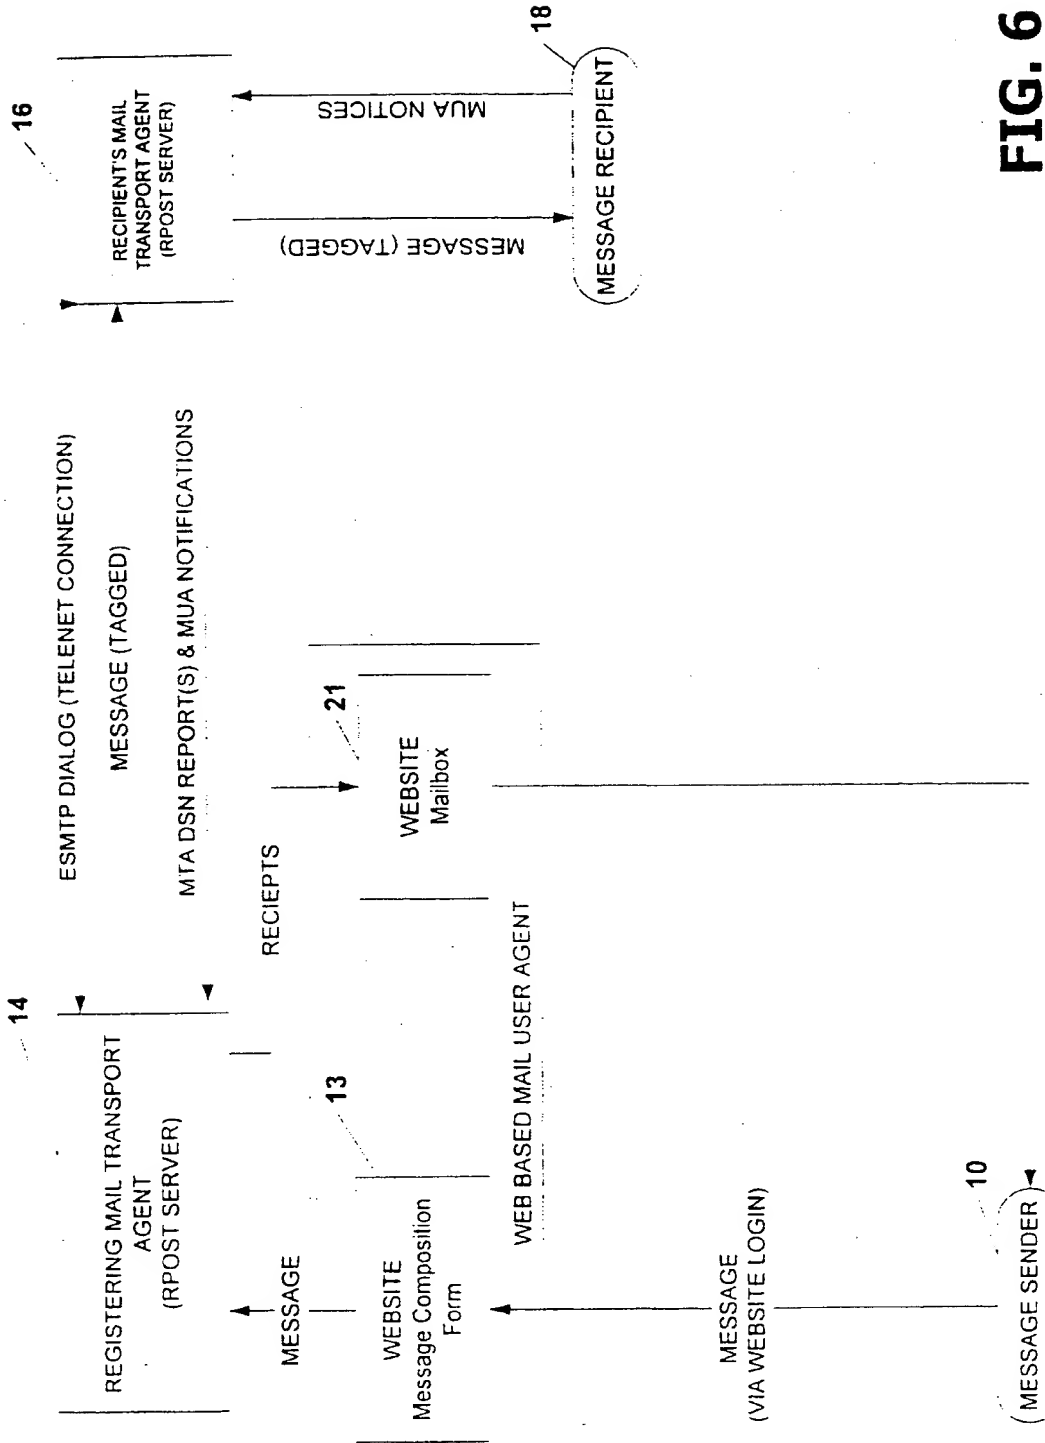 14
REGISTERING MAIL TRANSPORT
AGENT
(RPOST SERVER)
ESMTP DIALOG (TELENET CONNECTION)
MESSAGE (TAGGED)
MTA DSN REPORT(S) & MUA NOTIFICATIONS
16
RECIPIENT'S MAIL
TRANSPORT AGENT
(RPOST SERVER)
MESSAGE
RECIEPTS
MESSAGE (TAGGED)
MUA NOTICES
13
WEBSITE
Message Composition
Form
21
WEBSITE
Mailbox
WEB BASED MAIL USER AGENT
18
MESSAGE RECIPIENT
MESSAGE
(VIA WEBSITE LOGIN)
10
MESSAGE SENDER
FIG. 6